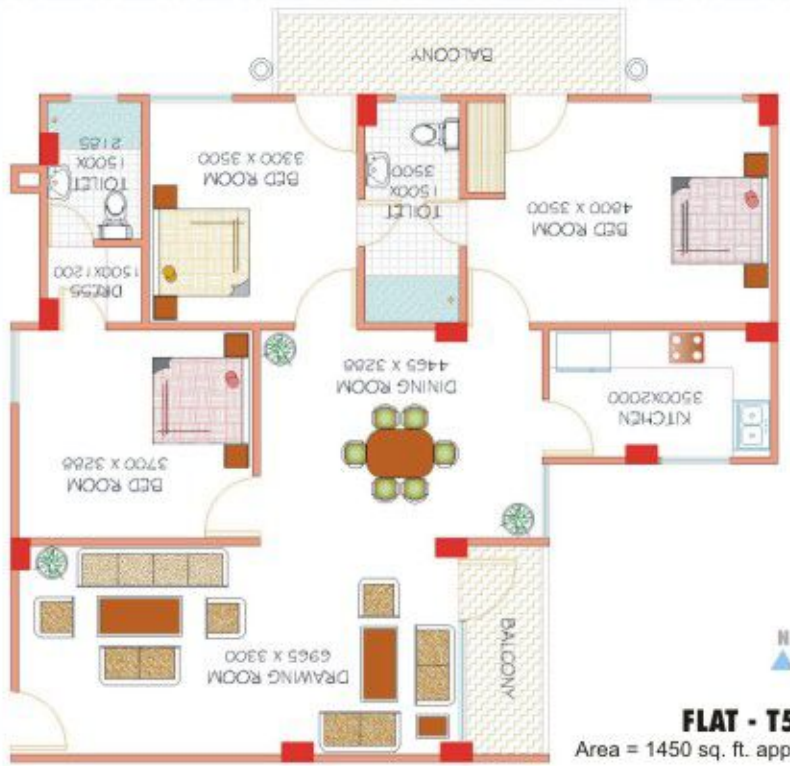 BALCONY
TOILET
1500X
2185
BED ROOM
3300 X 3500
TOILET
1500X
3500
BED ROOM
4800 X 3500
DRESS
1500X1200
DINING ROOM
4465 X 3288
KITCHEN
3500X2000
BED ROOM
3700 X 3288
DRAWING ROOM
6965 X 3300
BALCONY
N
FLAT - T5
Area = 1450 sq. ft. app